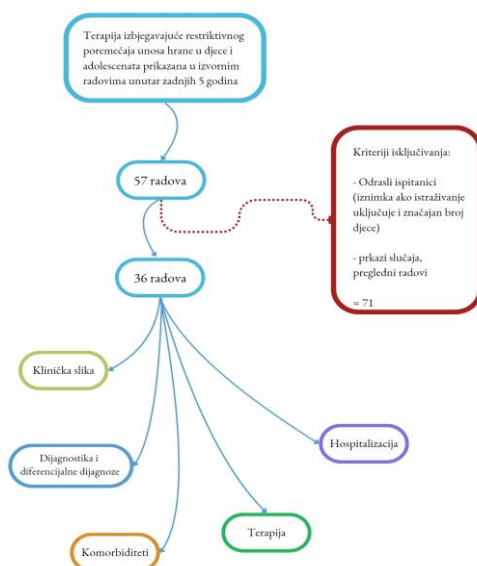 Terapija izbjegavajuće restriktivnog
poremećaja unosa hrane u djece i
adolescenata prikazana u izvornim
radovima unutar zadnjih 5 godina
57 radova
Kriteriji isključivanja:
- Odrasli ispitanici
(iznimka ako istraživanje
uključuje i značajan broj
djece)
- prkazi slučaja,
pregledni radovi
= 71
36 radova
Klinička slika
Hospitalizacija
Dijagnostika i
diferencijalne dijagnoze
Terapija
Komorbiditeti